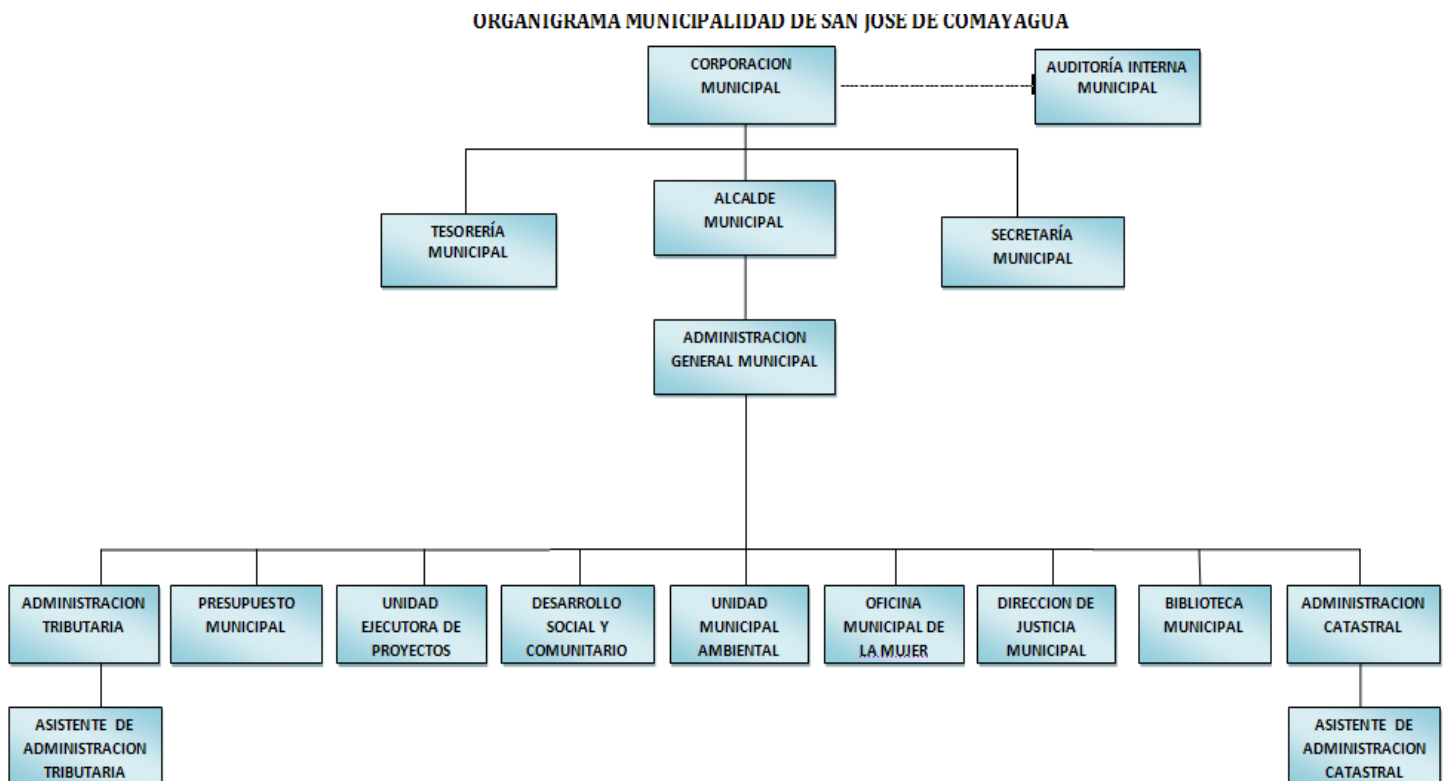 ORGANIGRAMA MUNICIPALIDAD DE SAN JOSE DE COMAYAGUA
CORPORACION
MUNICIPAL
AUDITORÍA INTERNA
MUNICIPAL
TESORERÍA
MUNICIPAL
ALCALDE
MUNICIPAL
SECRETARÍA
MUNICIPAL
ADMINISTRACION
GENERAL MUNICIPAL
ADMINISTRACION
TRIBUTARIA
PRESUPUESTO
MUNICIPAL
UNIDAD
EJECUTORA DE
PROYECTOS
DESARROLLO
SOCIAL Y
COMUNITARIO
UNIDAD
MUNICIPAL
AMBIENTAL
OFICINA
MUNICIPAL DE
LA MUJER
DIRECCION DE
JUSTICIA
MUNICIPAL
BIBLIOTECA
MUNICIPAL
ADMINISTRACION
CATASTRAL
ASISTENTE DE
ADMINISTRACION
TRIBUTARIA
ASISTENTE DE
ADMINISTRACION
CATASTRAL